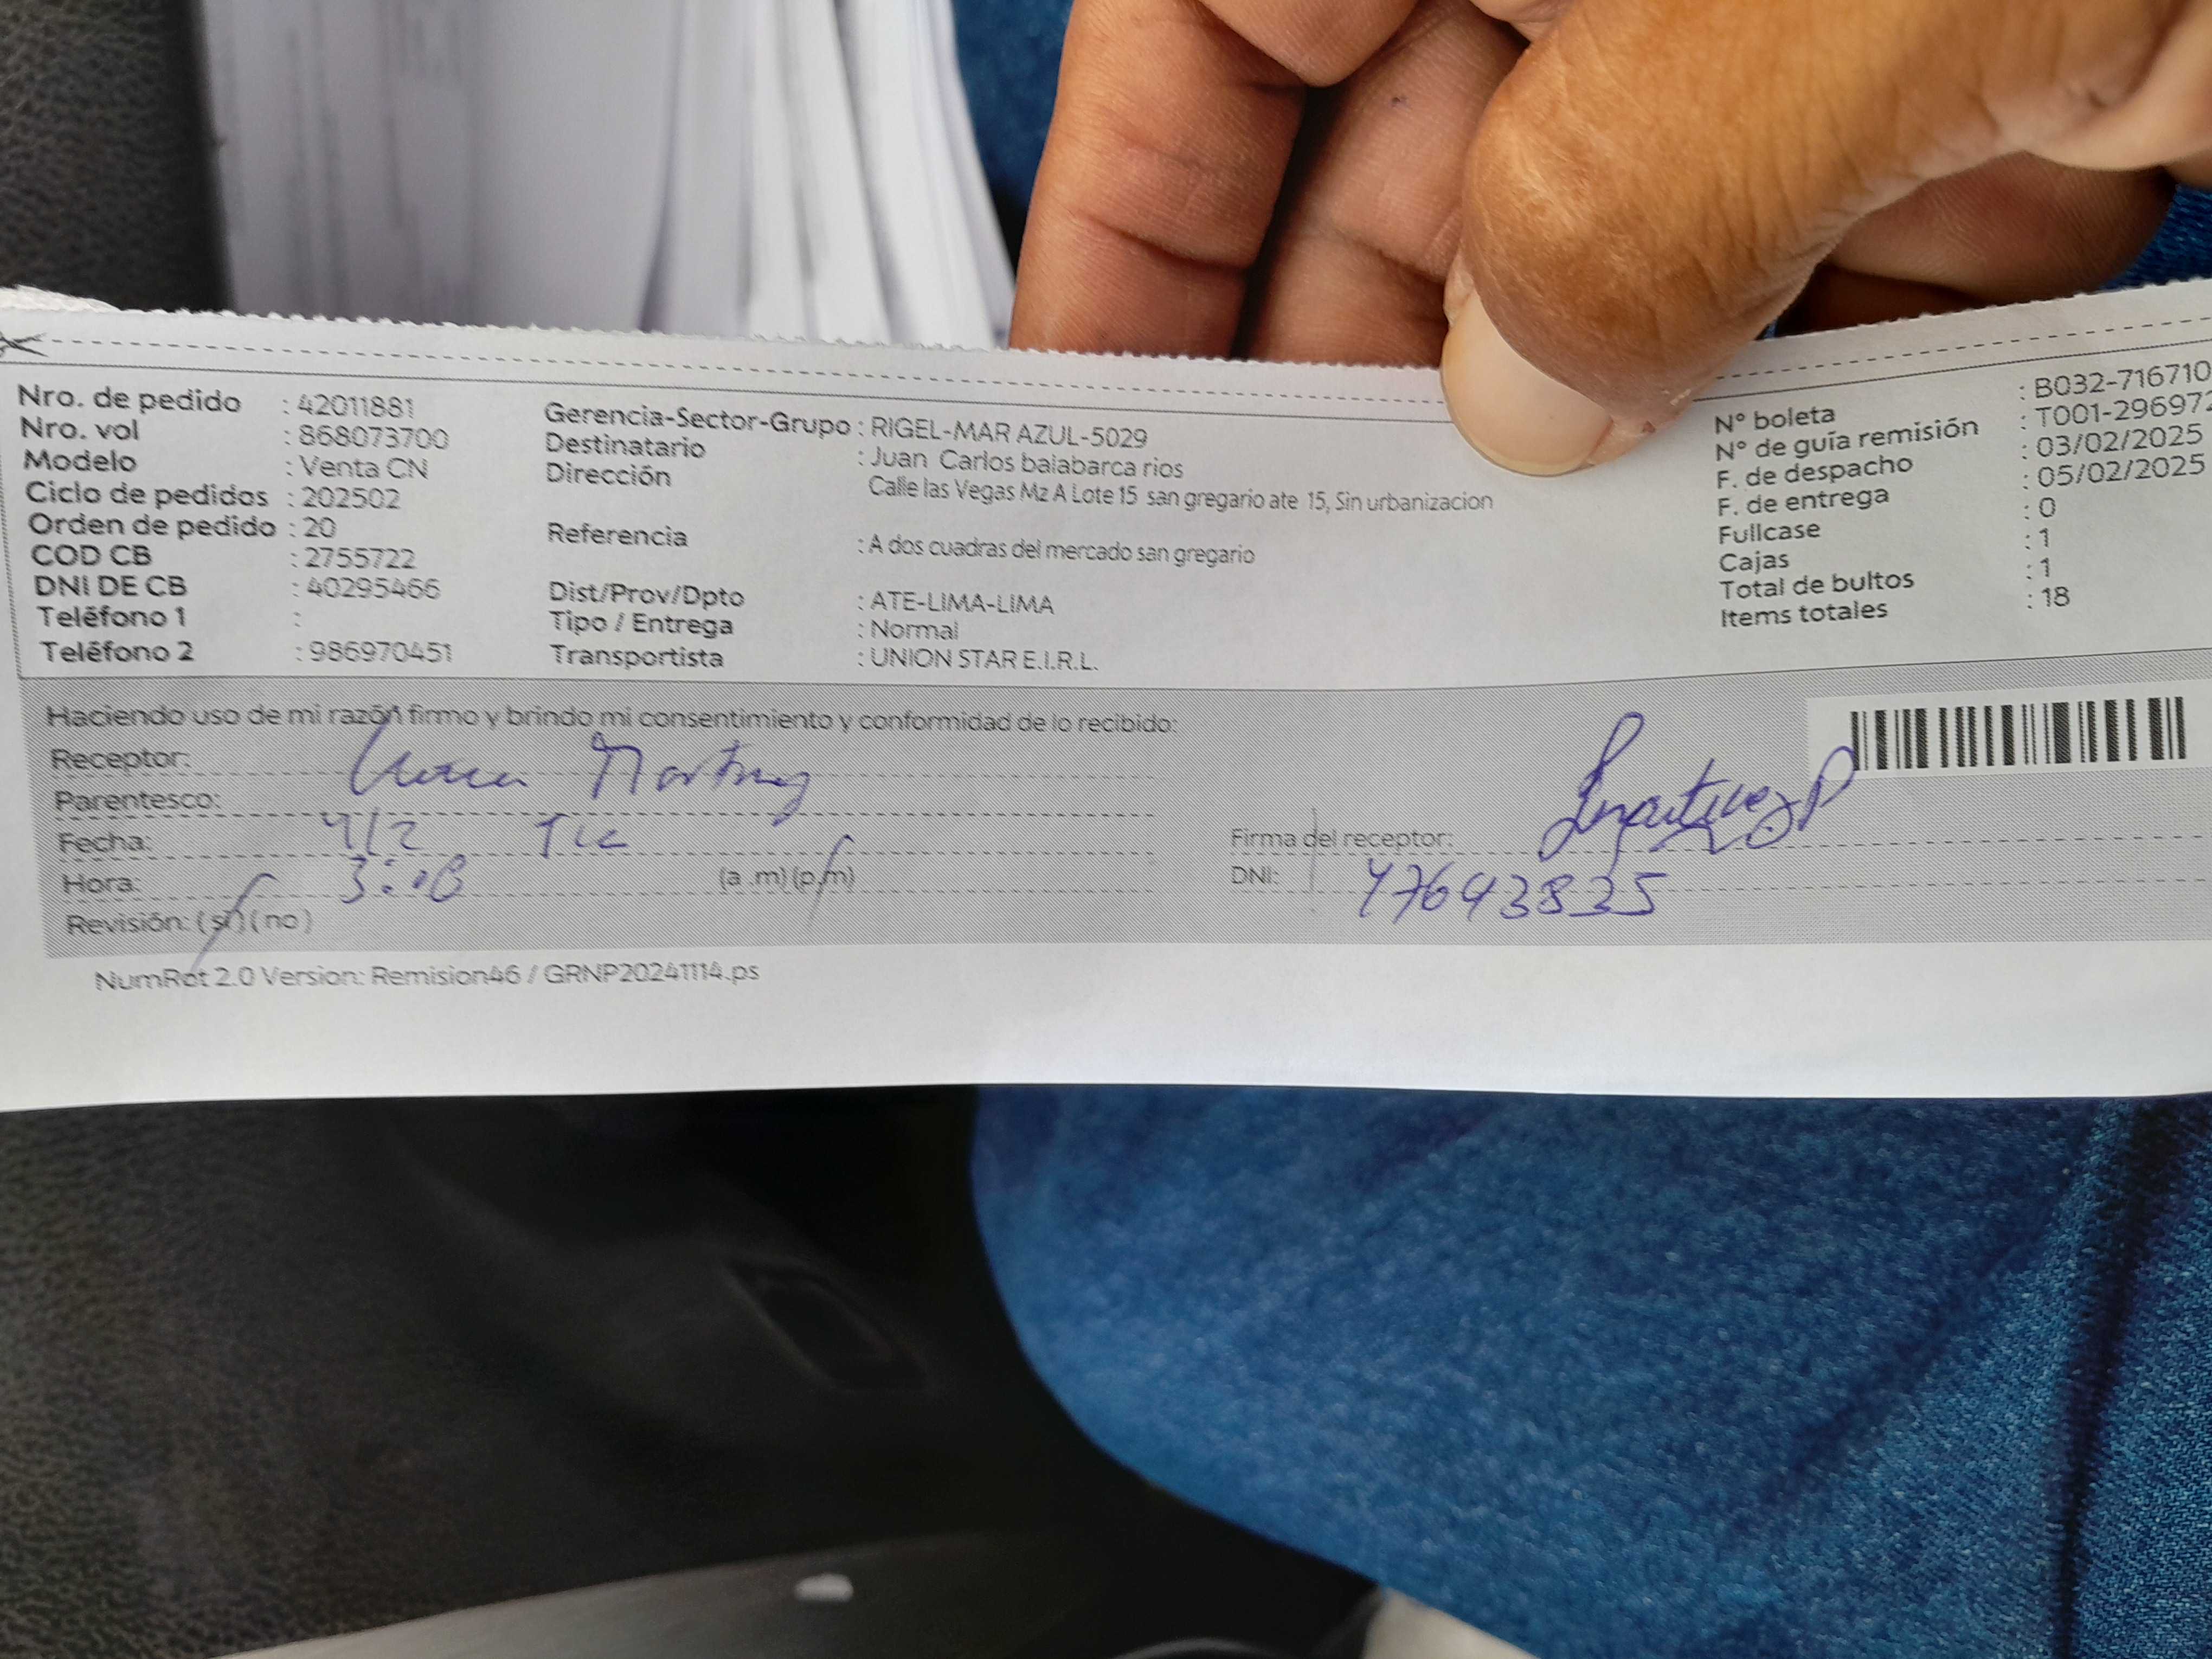 Nro. de pedido : 42011881
Nro. vol : 868073700
Modelo : Venta CN
Ciclo de pedidos : 202502
Orden de pedido : 20
COD CB : 2755722
DNI DE CB : 40295466
Teléfono 1 :
Teléfono 2 : 986970451
Gerencia-Sector-Grupo : RIGEL-MAR AZUL-5029
Destinatario : Juan Carlos balabarca rios
Dirección Calle las Vegas Mz A Lote 15 san gregario ate 15, Sin urbanizacion
Referencia : A dos cuadras del mercado san gregario
Dist/Prov/Dpto : ATE-LIMA-LIMA
Tipo / Entrega : Normal
Transportista : UNION STAR E.I.R.L.
N° boleta : B032-716710
N° de guía remisión : T001-296972
F. de despacho : 03/02/2025
F. de entrega : 05/02/2025
Fullcase : 0
Cajas : 1
Total de bultos : 1
Items totales : 18
Haciendo uso de mi razón firmo y brindo mi consentimiento y conformidad de lo recibido:
Receptor:
Parentesco:
Fecha: 4/2
Hora: (a .m) (p.m)
Revisión: (si) (no)
Firma del receptor:
DNI: 47643835
NumRot 2.0 Version: Remision46 / GRNP20241114.ps